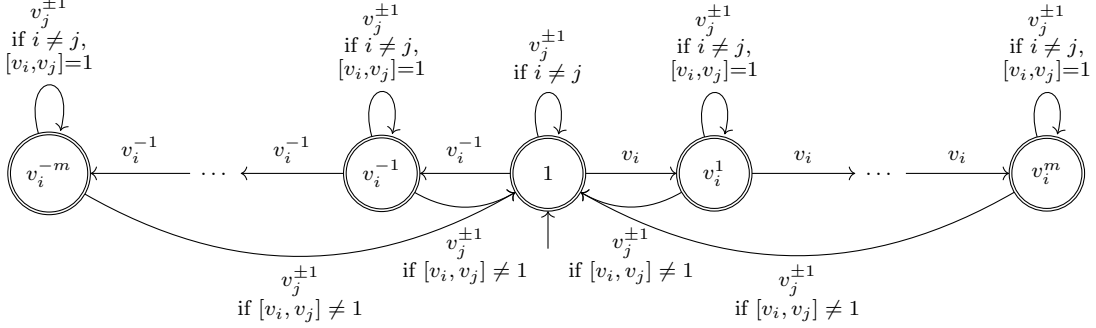 v_j^{±1}
if i ≠ j,
[v_i,v_j]=1
v_j^{±1}
if i ≠ j,
[v_i,v_j]=1
v_j^{±1}
if i ≠ j
v_j^{±1}
if i ≠ j,
[v_i,v_j]=1
v_j^{±1}
if i ≠ j,
[v_i,v_j]=1
v_i^{-1}
v_i^{-1}
v_i^{-1}
v_i
v_i
v_i
v_i^{-m}
···
v_i^{-1}
1
v_i^1
···
v_i^m
v_j^{±1}
if [v_i, v_j] ≠ 1
v_j^{±1}
if [v_i, v_j] ≠ 1
v_j^{±1}
if [v_i, v_j] ≠ 1
v_j^{±1}
if [v_i, v_j] ≠ 1